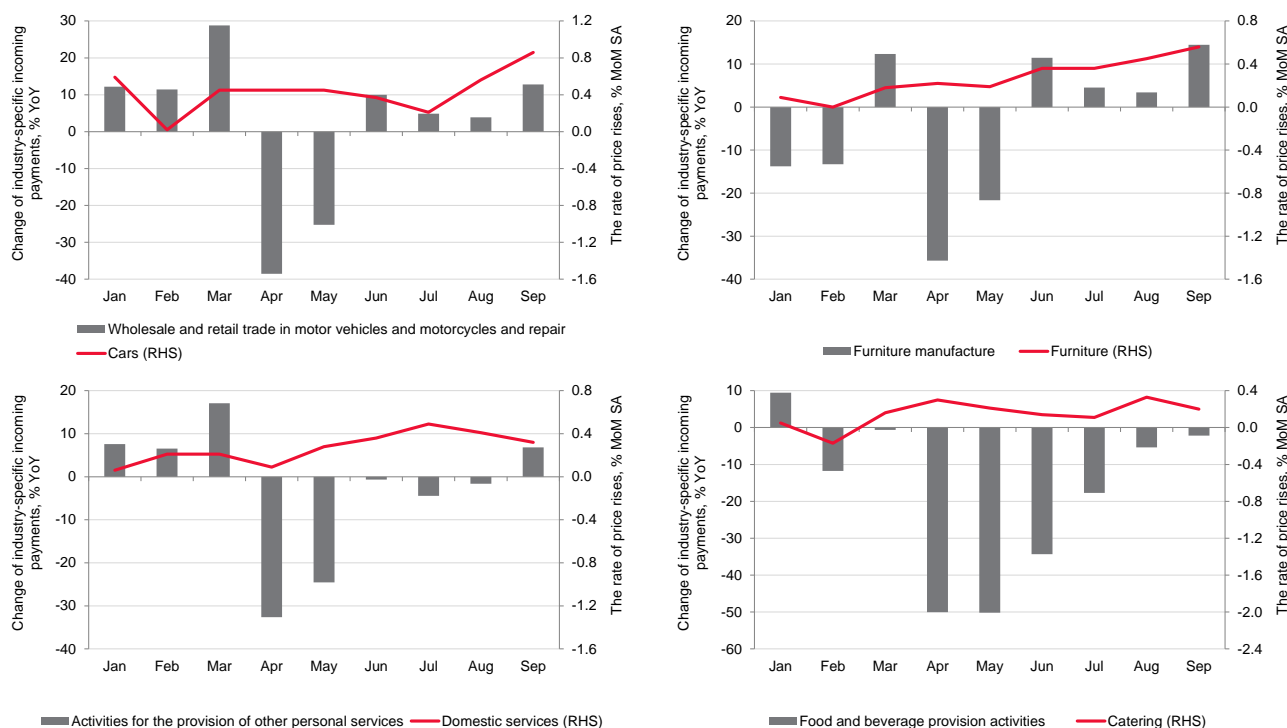 Change of industry-specific incoming
payments, % YoY
30
20
10
0
-10
-20
-30
-40
1.2
0.8
0.4
0.0
-0.4
-0.8
-1.2
-1.6
The rate of price rises, % MoM SA
Jan Feb Mar Apr May Jun Jul Aug Sep
Wholesale and retail trade in motor vehicles and motorcycles and repair
Cars (RHS)
Change of industry-specific incoming
payments, % YoY
20
10
0
-10
-20
-30
-40
0.8
0.4
0.0
-0.4
-0.8
-1.2
-1.6
The rate of price rises, % MoM SA
Jan Feb Mar Apr May Jun Jul Aug Sep
Furniture manufacture Furniture (RHS)
Change of industry-specific incoming
payments, % YoY
20
10
0
-10
-20
-30
-40
0.8
0.4
0.0
-0.4
-0.8
-1.2
-1.6
The rate of price rises, % MoM SA
Jan Feb Mar Apr May Jun Jul Aug Sep
Activities for the provision of other personal services Domestic services (RHS)
Change of industry-specific incoming
payments, % YoY
10
0
-10
-20
-30
-40
-50
-60
0.4
0.0
-0.4
-0.8
-1.2
-1.6
-2.0
-2.4
The rate of price rises, % MoM SA
Jan Feb Mar Apr May Jun Jul Aug Sep
Food and beverage provision activities Catering (RHS)